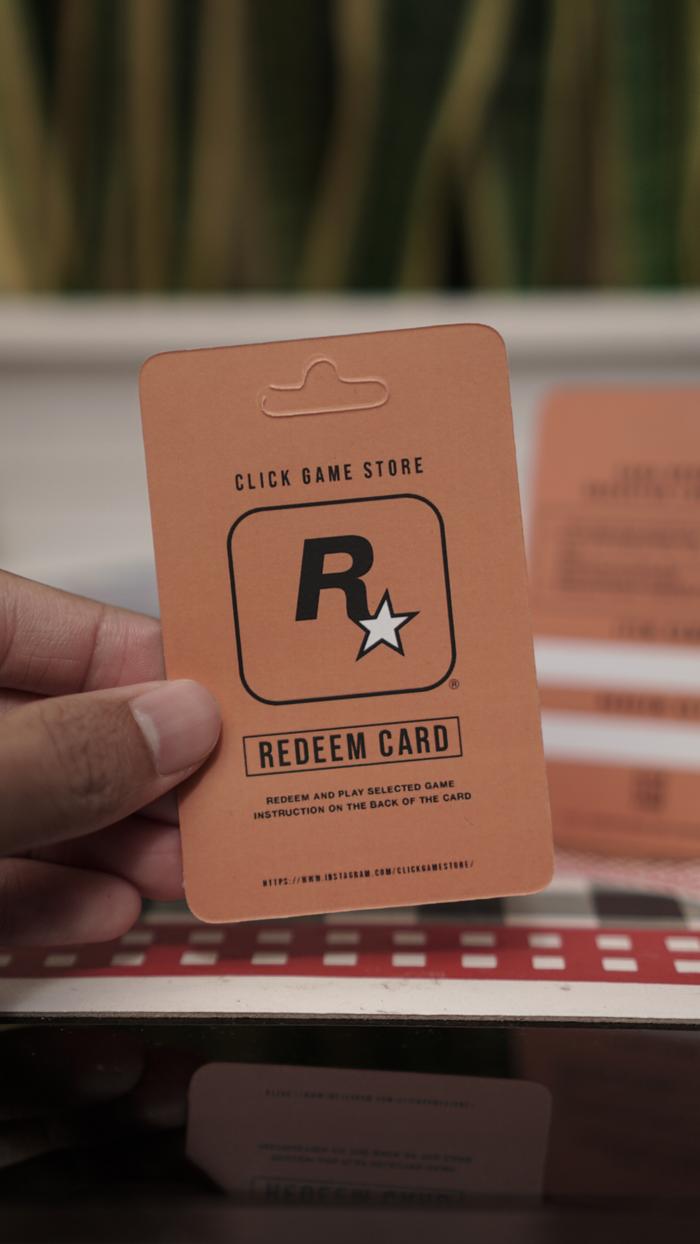 CLICK GAME STORE
R
®
REDEEM CARD
REDEEM AND PLAY SELECTED GAME
INSTRUCTION ON THE BACK OF THE CARD
HTTPS://WWW.INSTAGRAM.COM/CLICKGAMESTORE/